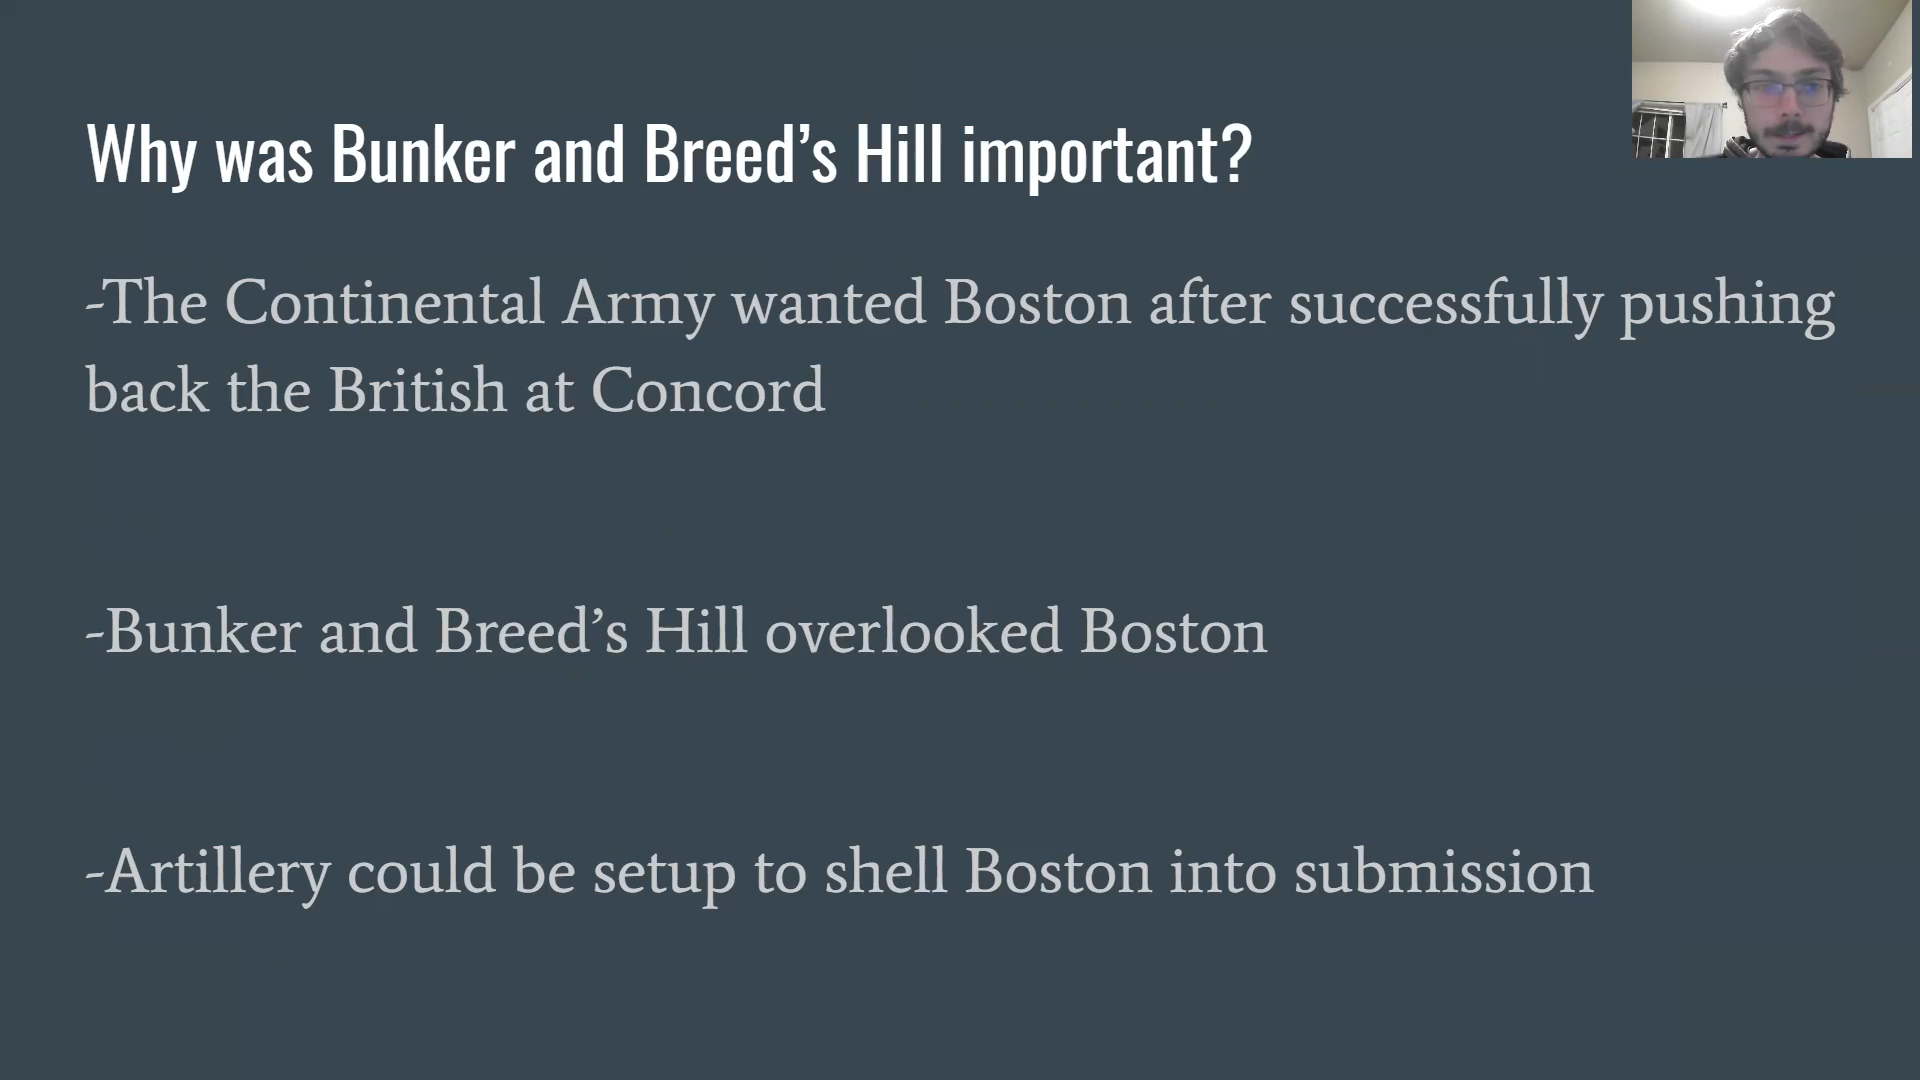 Why was Bunker and Breed’s Hill important?
-The Continental Army wanted Boston after successfully pushing
back the British at Concord
-Bunker and Breed’s Hill overlooked Boston
-Artillery could be setup to shell Boston into submission